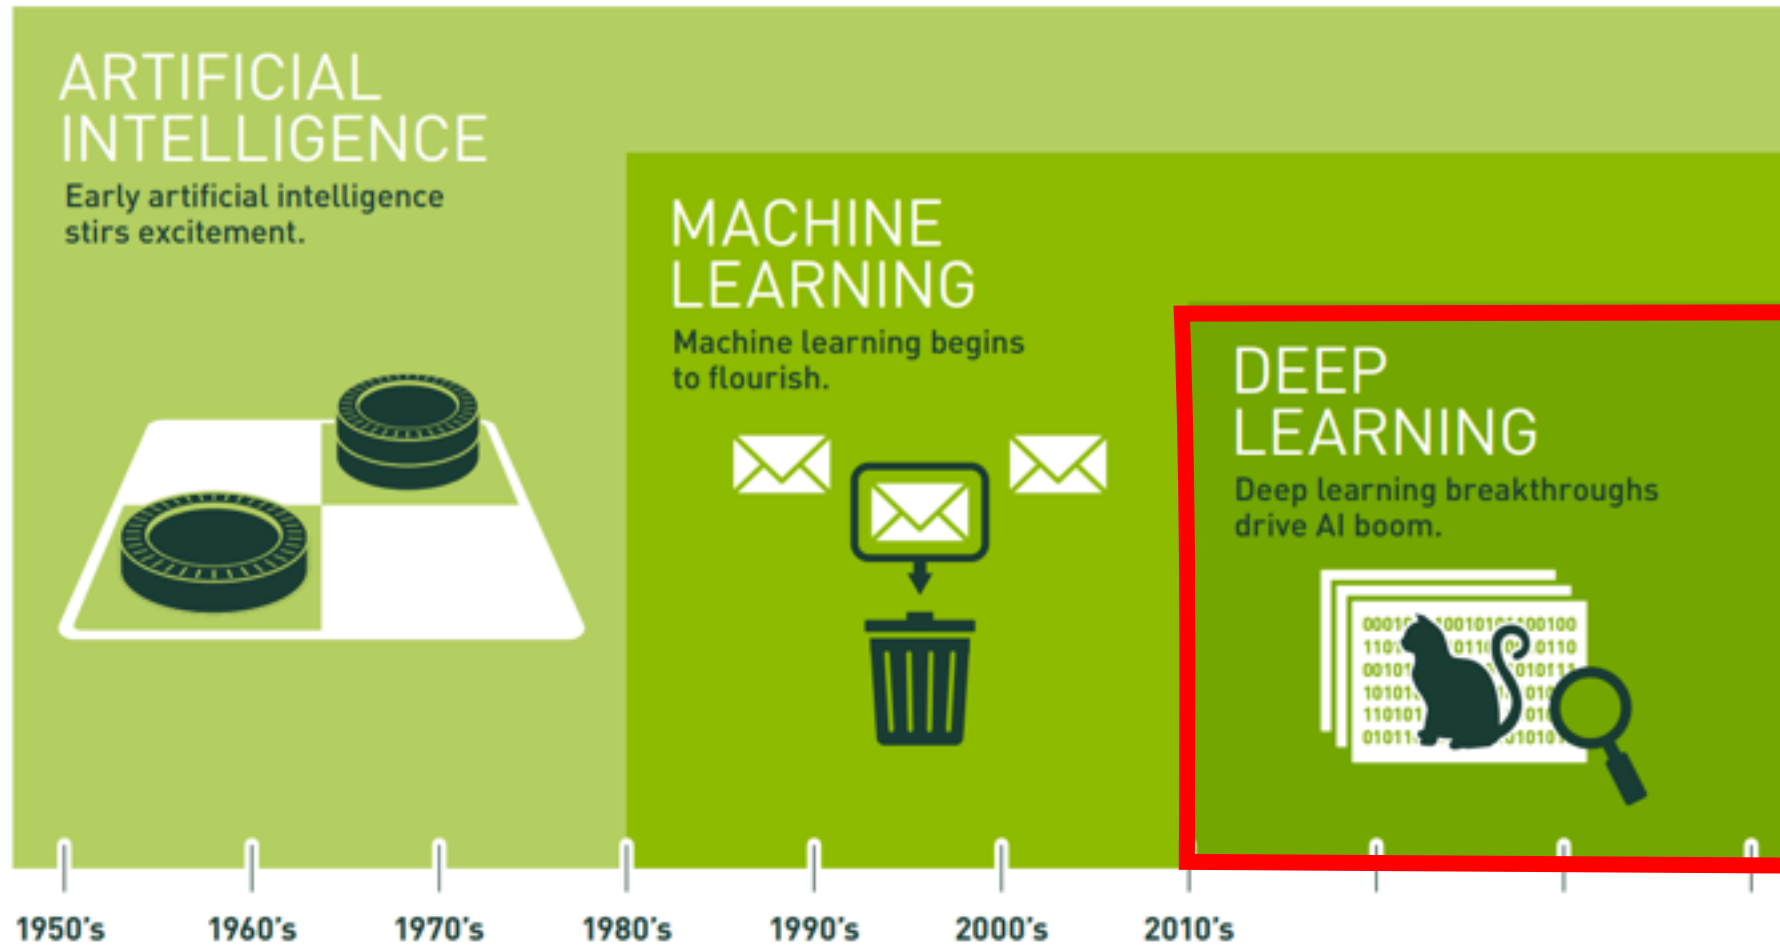 ARTIFICIAL
INTELLIGENCE
Early artificial intelligence
stirs excitement.
MACHINE
LEARNING
Machine learning begins
to flourish.
DEEP
LEARNING
Deep learning breakthroughs
drive AI boom.
1950's 1960's 1970's 1980's 1990's 2000's 2010's